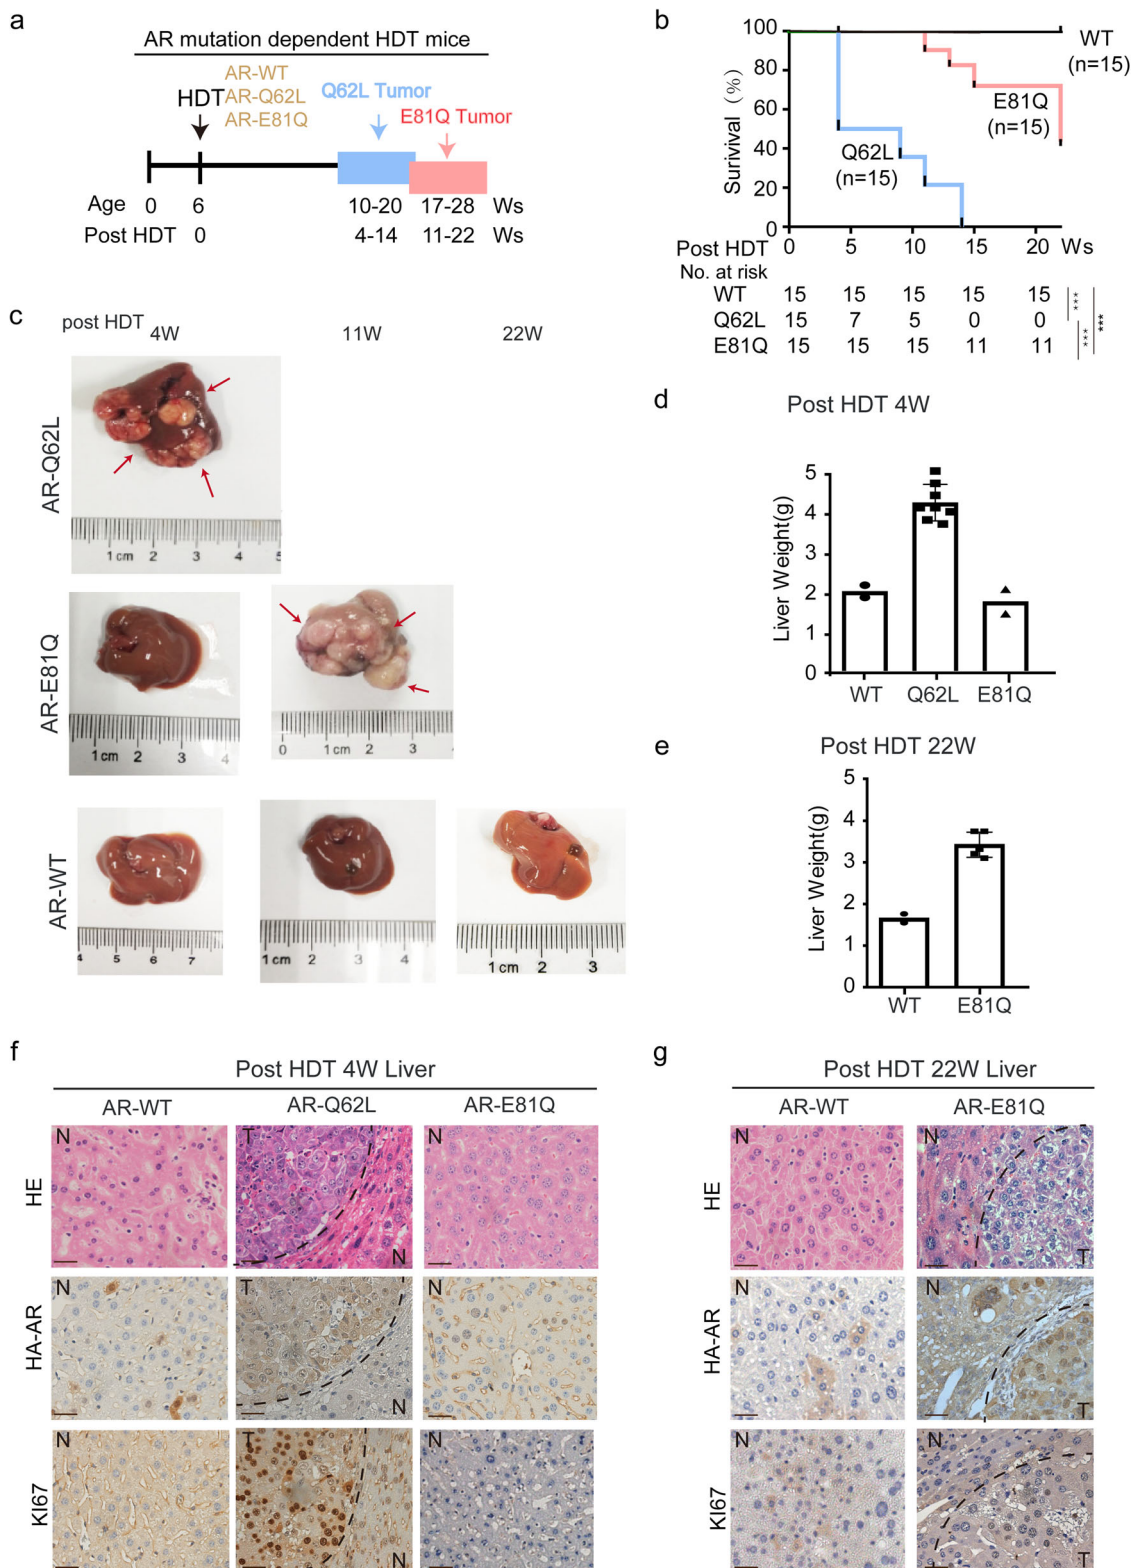 a
AR mutation dependent HDT mice
AR-WT
AR-Q62L
AR-E81Q
HDT
Q62L Tumor
E81Q Tumor
Age 0 6 10-20 17-28 Ws
Post HDT 0 4-14 11-22 Ws
b
Surivival (%)
100
80
60
40
20
0
WT
(n=15)
E81Q
(n=15)
Q62L
(n=15)
Post HDT 0 5 10 15 20 Ws
No. at risk
WT 15 15 15 15 15
Q62L 15 7 5 0 0
E81Q 15 15 15 11 11
***
***
***
c
post HDT
4W 11W 22W
AR-Q62L
1 cm 2 3 4 5
AR-E81Q
1 cm 2 3 4
0 1 cm 2 3
AR-WT
4 5 6 7
1 cm 2 3 4
1 cm 2 3
d
Post HDT 4W
Liver Weight(g)
5
4
3
2
1
0
WT Q62L E81Q
e
Post HDT 22W
Liver Weight(g)
5
4
3
2
1
0
WT E81Q
f
Post HDT 4W Liver
AR-WT AR-Q62L AR-E81Q
HE
N T N N
HA-AR
N T N N
KI67
N T N N
g
Post HDT 22W Liver
AR-WT AR-E81Q
HE
N N T
HA-AR
N N T
KI67
N N T